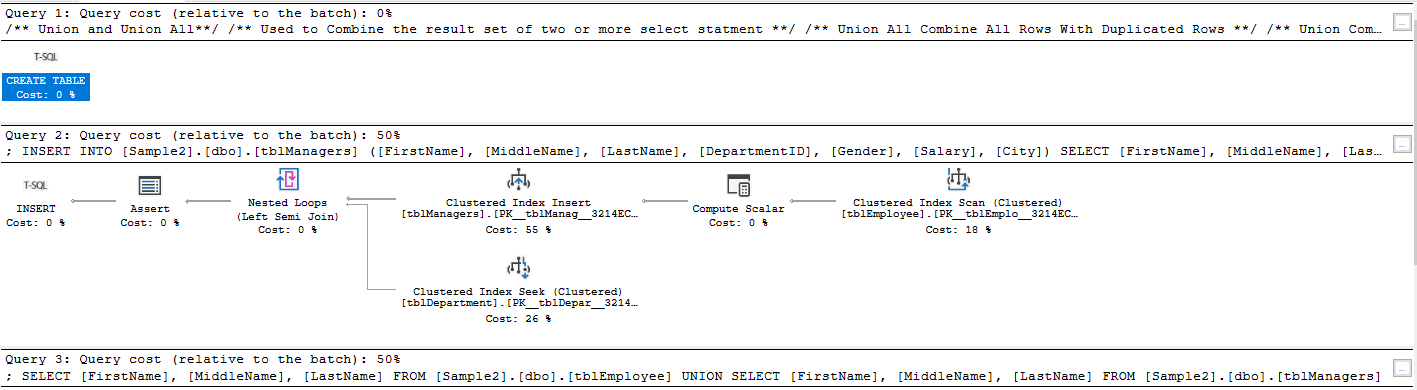 Query 1: Query cost (relative to the batch): 0%
/** Union and Union All**/ /** Used to Combine the result set of two or more select statment **/ /** Union All Combine All Rows With Duplicated Rows **/ /** Union Com…
T-SQL
CREATE TABLE
Cost: 0 %
Query 2: Query cost (relative to the batch): 50%
; INSERT INTO [Sample2].[dbo].[tblManagers] ([FirstName], [MiddleName], [LastName], [DepartmentID], [Gender], [Salary], [City]) SELECT [FirstName], [MiddleName], [Las…
T-SQL
INSERT
Cost: 0 %
Assert
Cost: 0 %
Nested Loops
(Left Semi Join)
Cost: 0 %
Clustered Index Insert
[tblManagers].[PK__tblManag__3214EC…
Cost: 55 %
Compute Scalar
Cost: 0 %
Clustered Index Scan (Clustered)
[tblEmployee].[PK__tblEmplo__3214EC…
Cost: 18 %
Clustered Index Seek (Clustered)
[tblDepartment].[PK__tblDepar__3214…
Cost: 26 %
Query 3: Query cost (relative to the batch): 50%
; SELECT [FirstName], [MiddleName], [LastName] FROM [Sample2].[dbo].[tblEmployee] UNION SELECT [FirstName], [MiddleName], [LastName] FROM [Sample2].[dbo].[tblManagers]